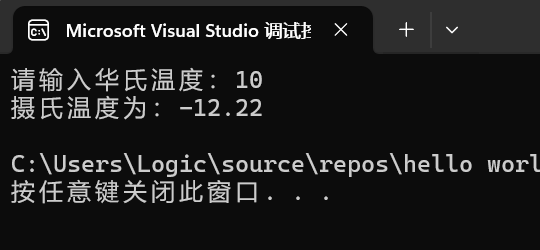 Microsoft Visual Studio 调试
请输入华氏温度：10
摄氏温度为：-12.22
C:\Users\Logic\source\repos\hello worl
按任意键关闭此窗口. . .